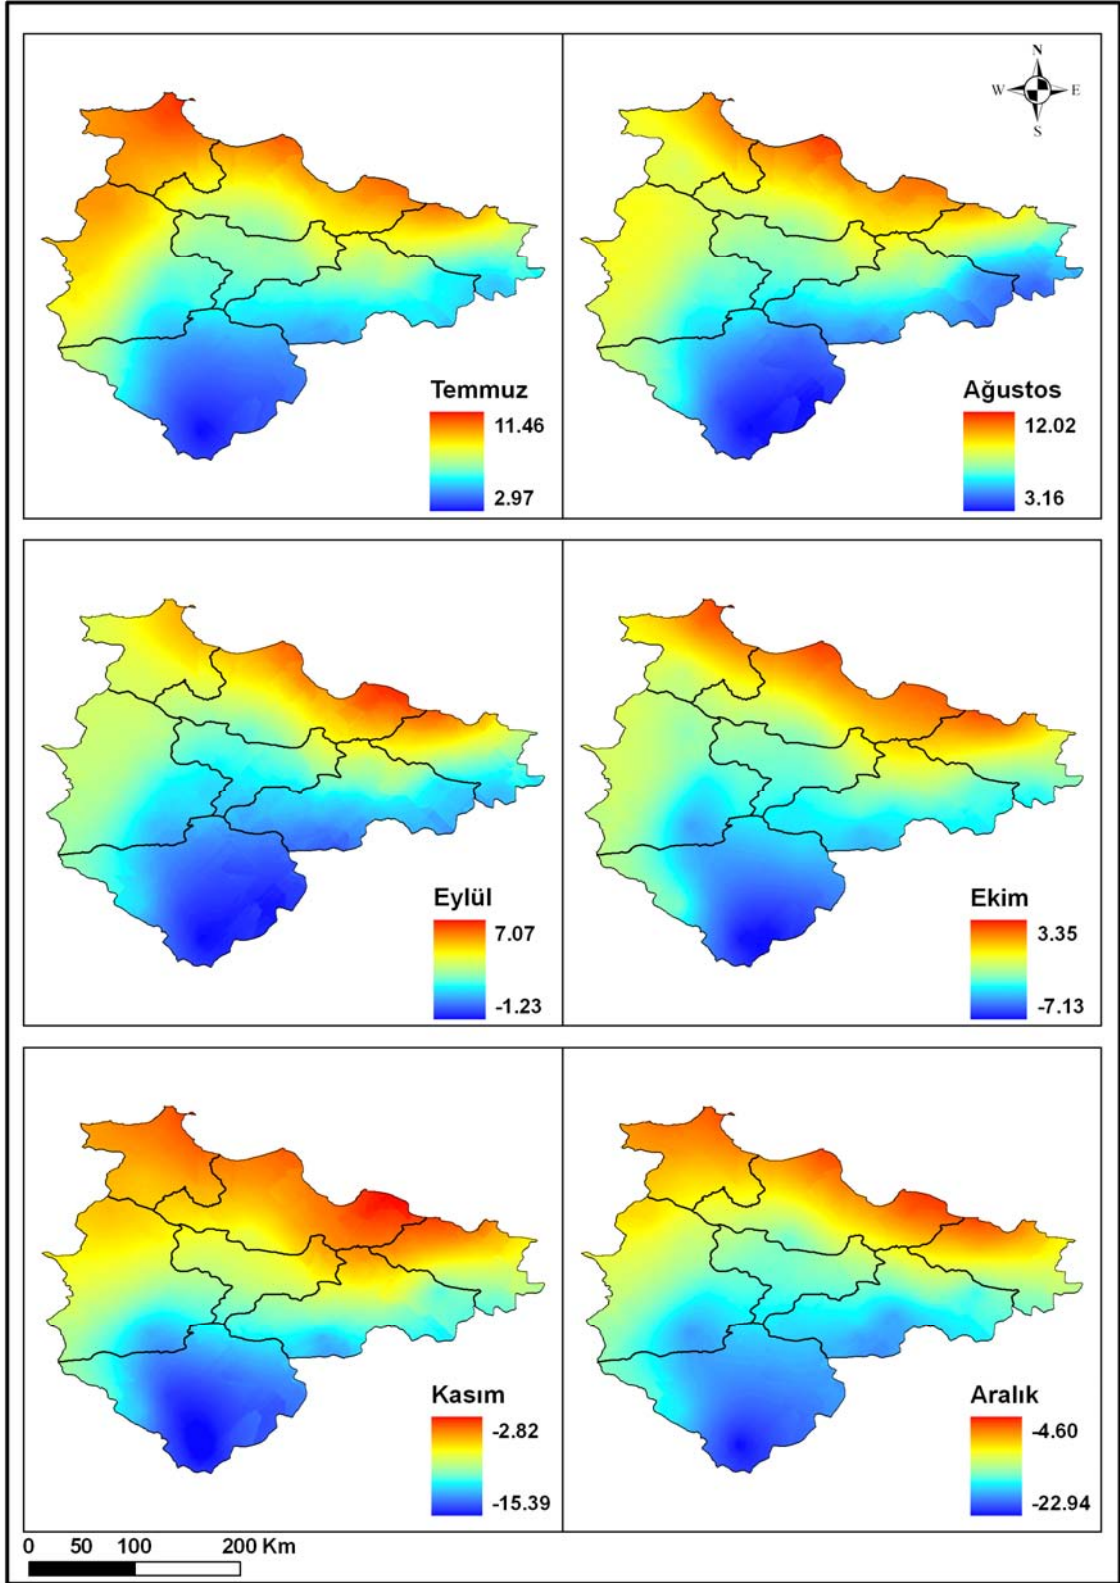 N
W E
S
Temmuz
11.46
2.97
Ağustos
12.02
3.16
Eylül
7.07
-1.23
Ekim
3.35
-7.13
Kasım
-2.82
-15.39
Aralık
-4.60
-22.94
0 50 100 200 Km